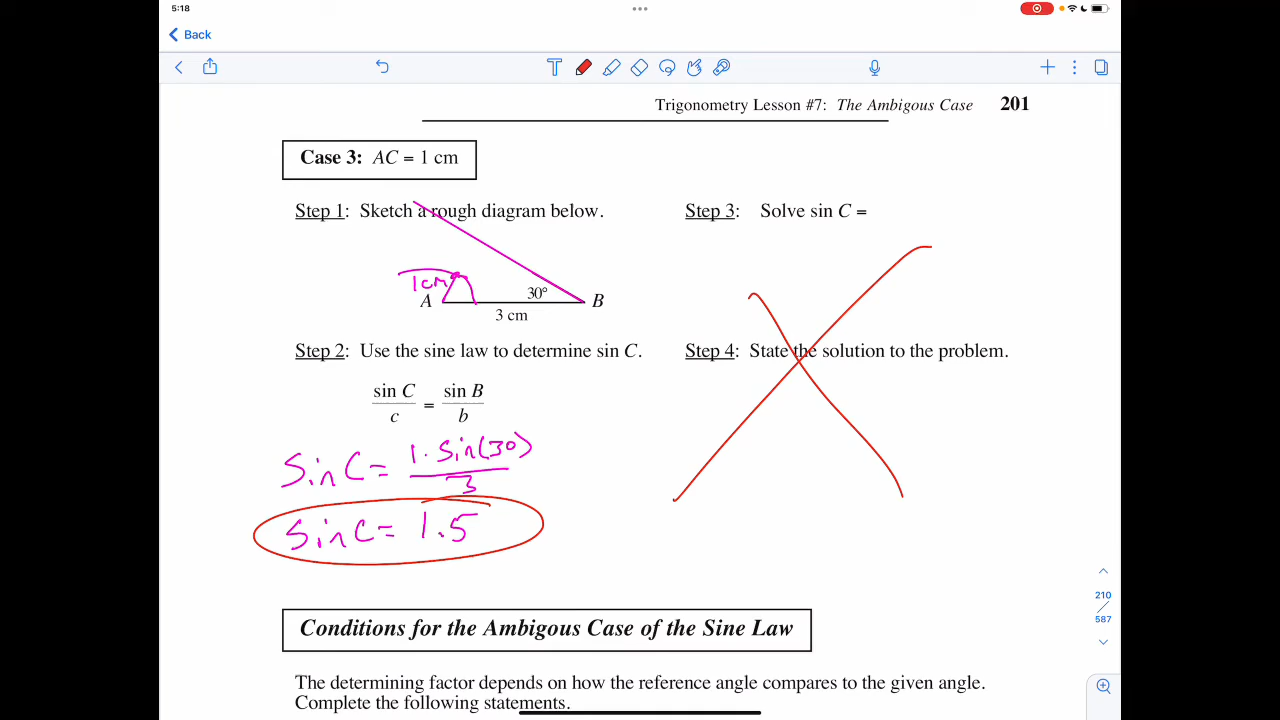 5:18
Back
Trigonometry Lesson #7: The Ambigous Case 201
Case 3: AC = 1 cm
Step 1: Sketch a rough diagram below.
1cm
A
30°
B
3 cm
Step 2: Use the sine law to determine sin C.
sin C / c = sin B / b
Sin C = 1 · Sin(30) / 3
Sin C = 1.5
Step 3: Solve sin C =
Step 4: State the solution to the problem.
Conditions for the Ambigous Case of the Sine Law
The determining factor depends on how the reference angle compares to the given angle.
Complete the following statements.
210
587